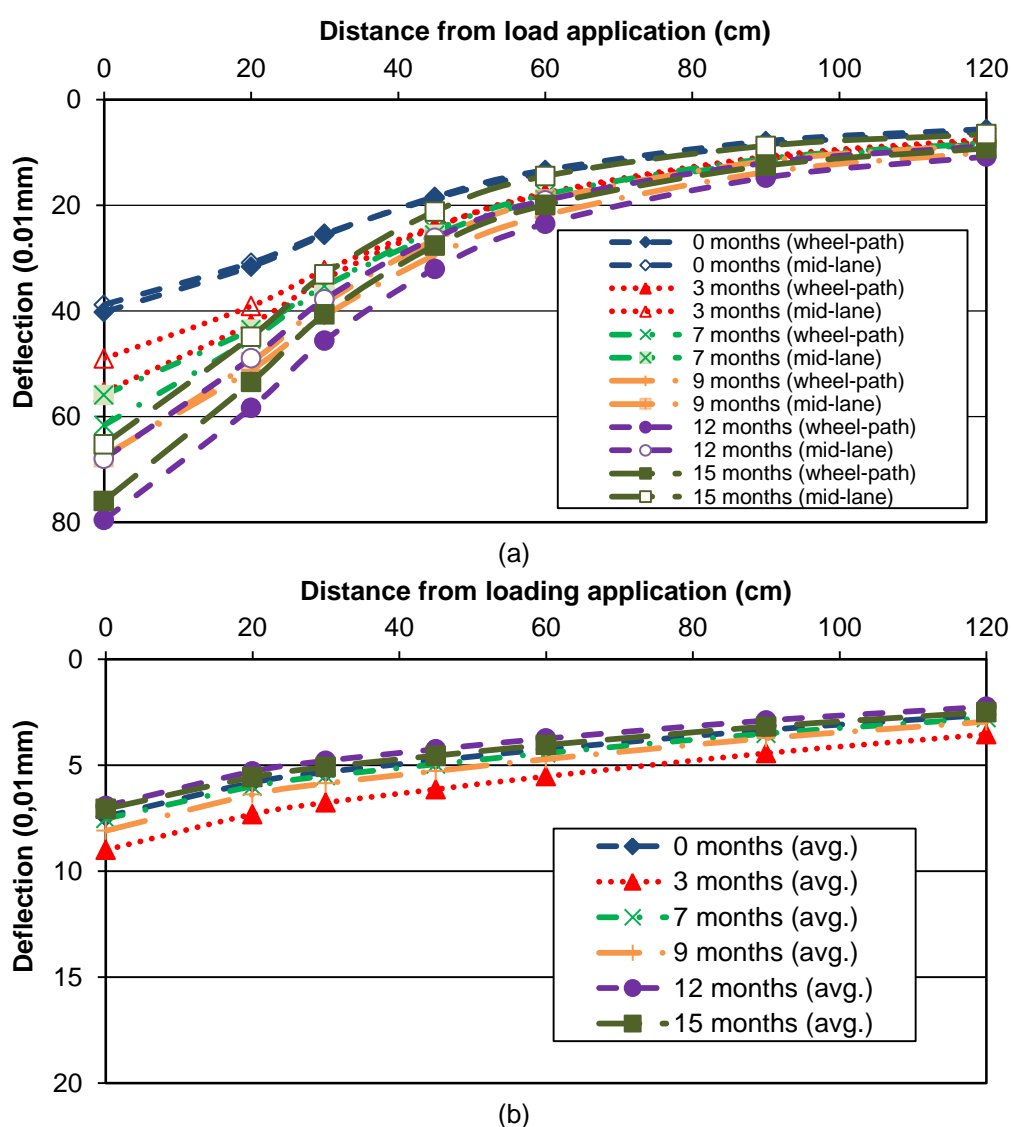 Distance from load application (cm)
0 20 40 60 80 100 120
0
20
40
60
80
Deflection (0.01mm)
0 months (wheel-path)
0 months (mid-lane)
3 months (wheel-path)
3 months (mid-lane)
7 months (wheel-path)
7 months (mid-lane)
9 months (wheel-path)
9 months (mid-lane)
12 months (wheel-path)
12 months (mid-lane)
15 months (wheel-path)
15 months (mid-lane)
(a)
Distance from loading application (cm)
0 20 40 60 80 100 120
0
5
10
15
20
Deflection (0,01mm)
0 months (avg.)
3 months (avg.)
7 months (avg.)
9 months (avg.)
12 months (avg.)
15 months (avg.)
(b)